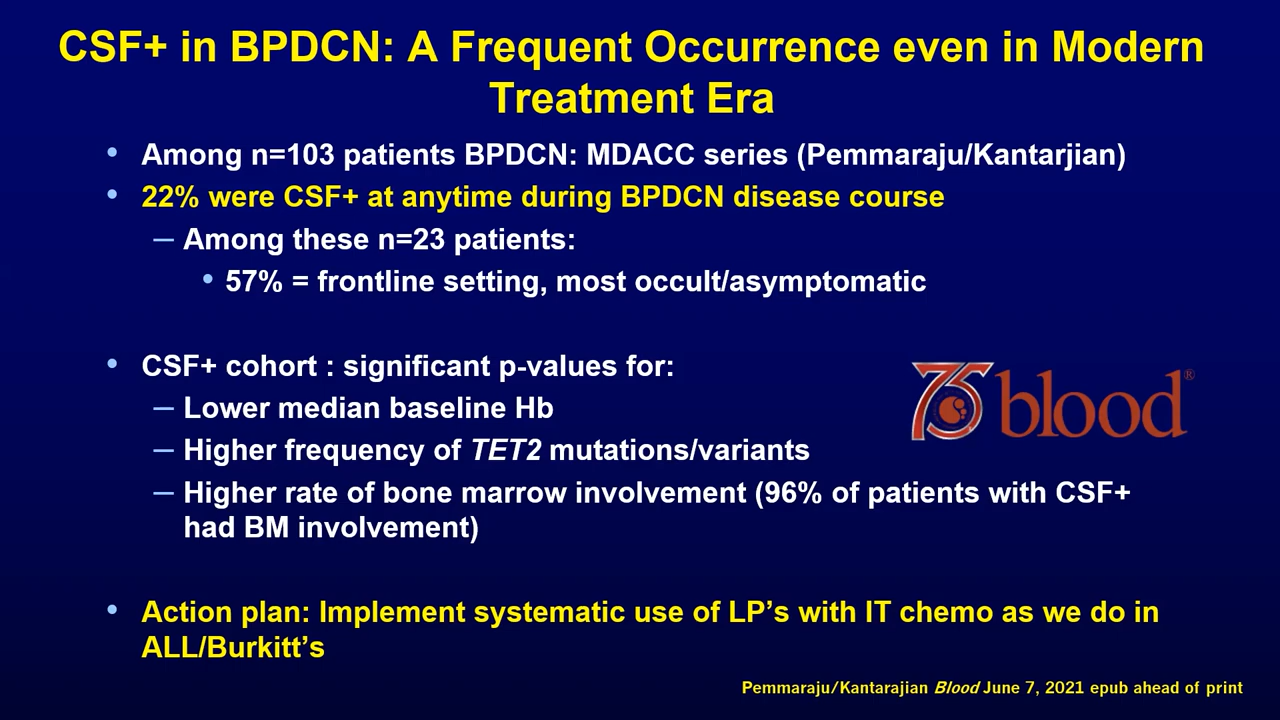 CSF+ in BPDCN: A Frequent Occurrence even in Modern
Treatment Era
• Among n=103 patients BPDCN: MDACC series (Pemmaraju/Kantarjian)
• 22% were CSF+ at anytime during BPDCN disease course
– Among these n=23 patients:
• 57% = frontline setting, most occult/asymptomatic
• CSF+ cohort : significant p-values for:
– Lower median baseline Hb
– Higher frequency of TET2 mutations/variants
– Higher rate of bone marrow involvement (96% of patients with CSF+
had BM involvement)
75 blood®
• Action plan: Implement systematic use of LP’s with IT chemo as we do in
ALL/Burkitt’s
Pemmaraju/Kantarajian Blood June 7, 2021 epub ahead of print